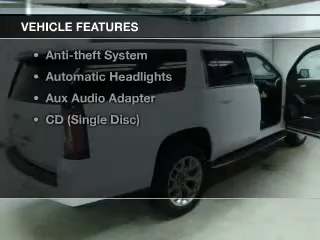 VEHICLE FEATURES
• Anti-theft System
• Automatic Headlights
• Aux Audio Adapter
• CD (Single Disc)